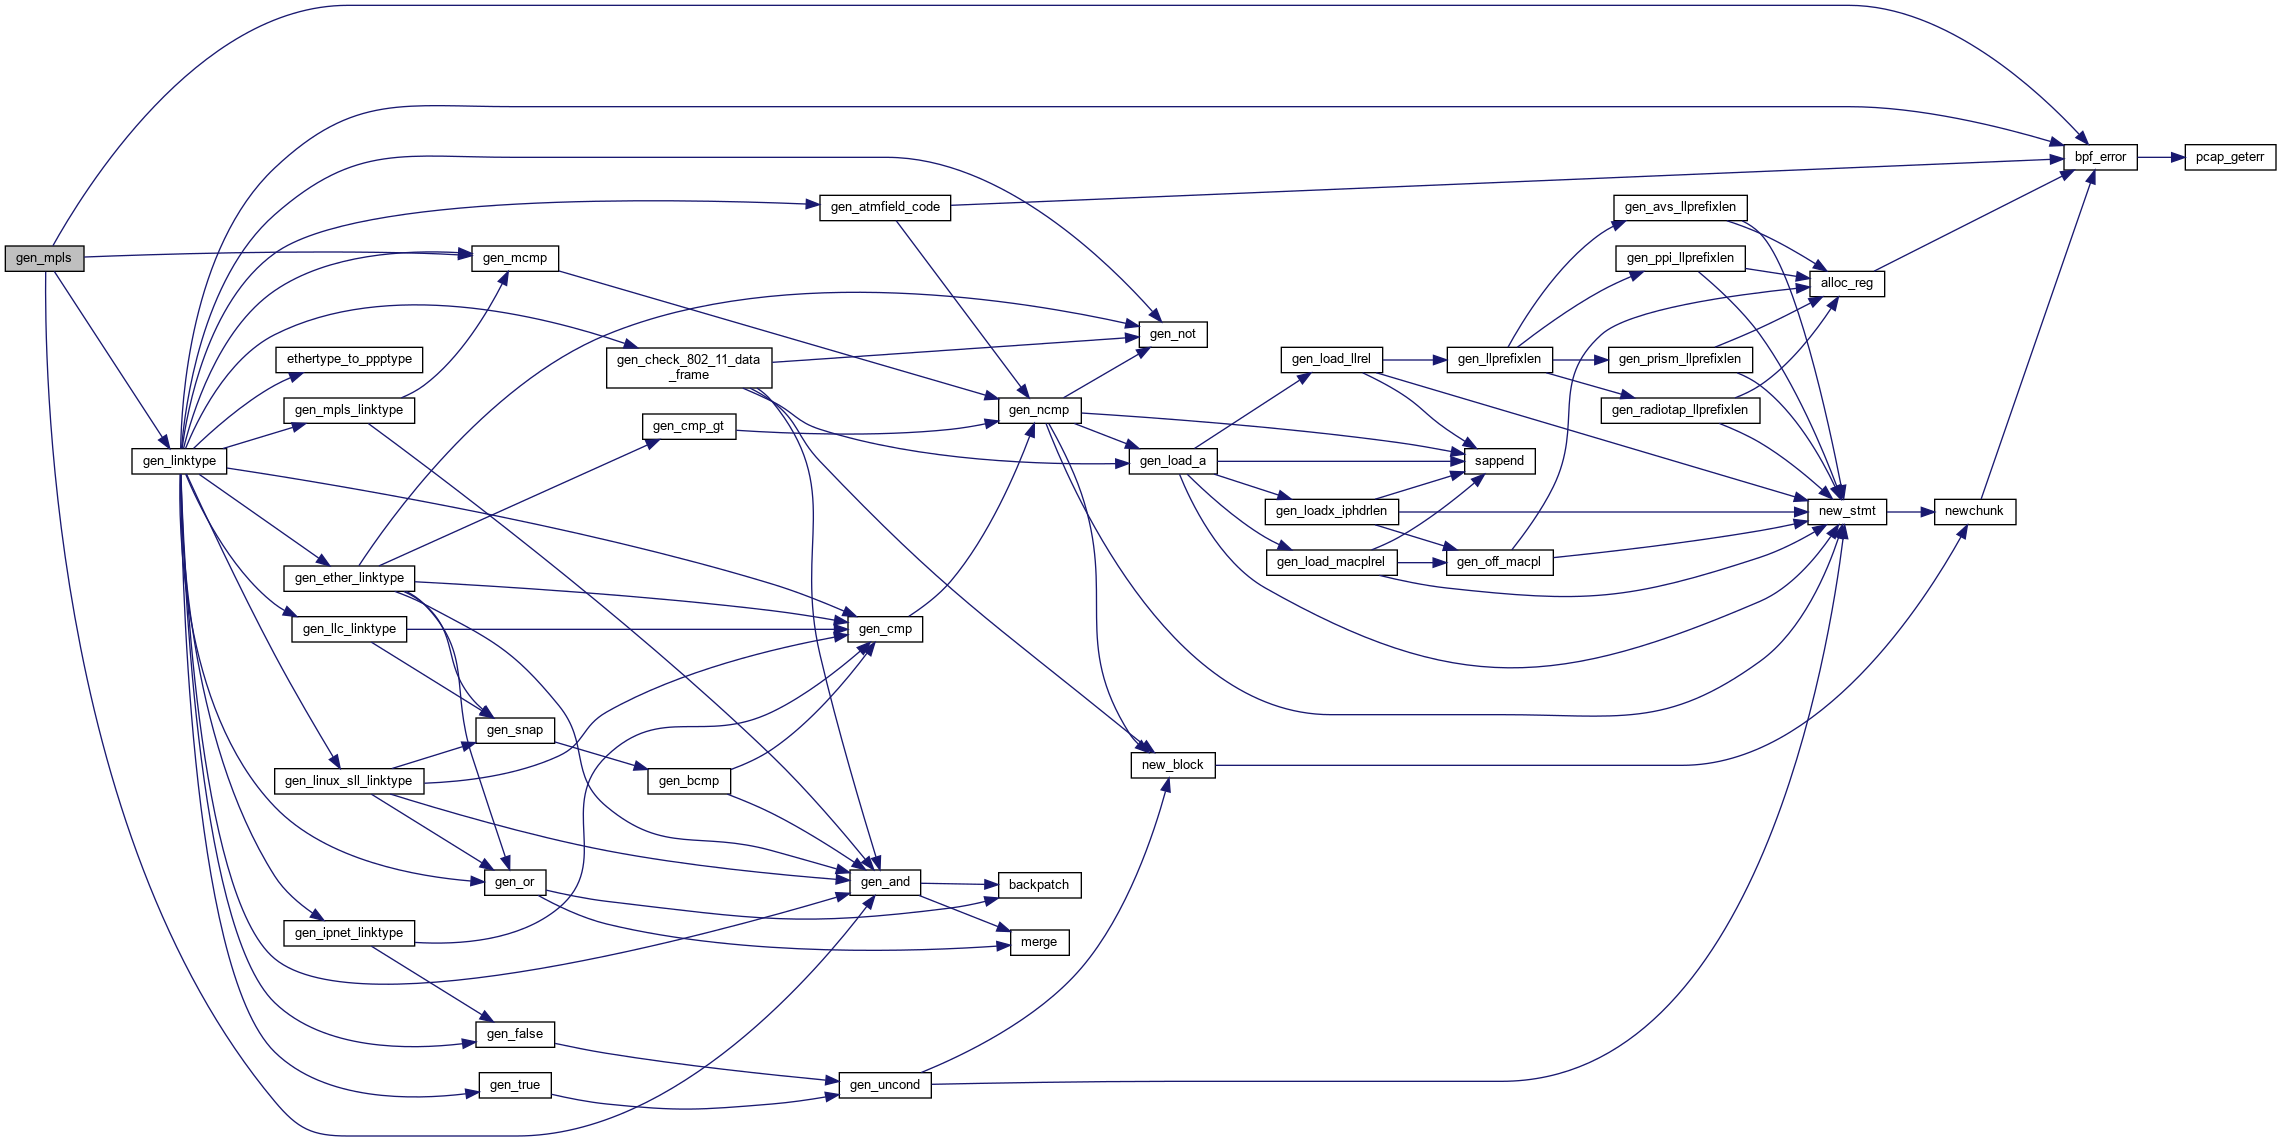 gen_mpls
gen_linktype
gen_mcmp
ethertype_to_ppptype
gen_mpls_linktype
gen_ether_linktype
gen_llc_linktype
gen_snap
gen_linux_sll_linktype
gen_or
gen_ipnet_linktype
gen_false
gen_true
gen_atmfield_code
gen_check_802_11_data
_frame
gen_cmp_gt
gen_cmp
gen_bcmp
gen_and
gen_uncond
gen_not
gen_ncmp
gen_load_a
new_block
backpatch
merge
gen_load_llrel
gen_llprefixlen
sappend
gen_loadx_iphdrlen
gen_load_macplrel
gen_off_macpl
gen_avs_llprefixlen
gen_ppi_llprefixlen
gen_prism_llprefixlen
gen_radiotap_llprefixlen
alloc_reg
new_stmt
newchunk
bpf_error
pcap_geterr